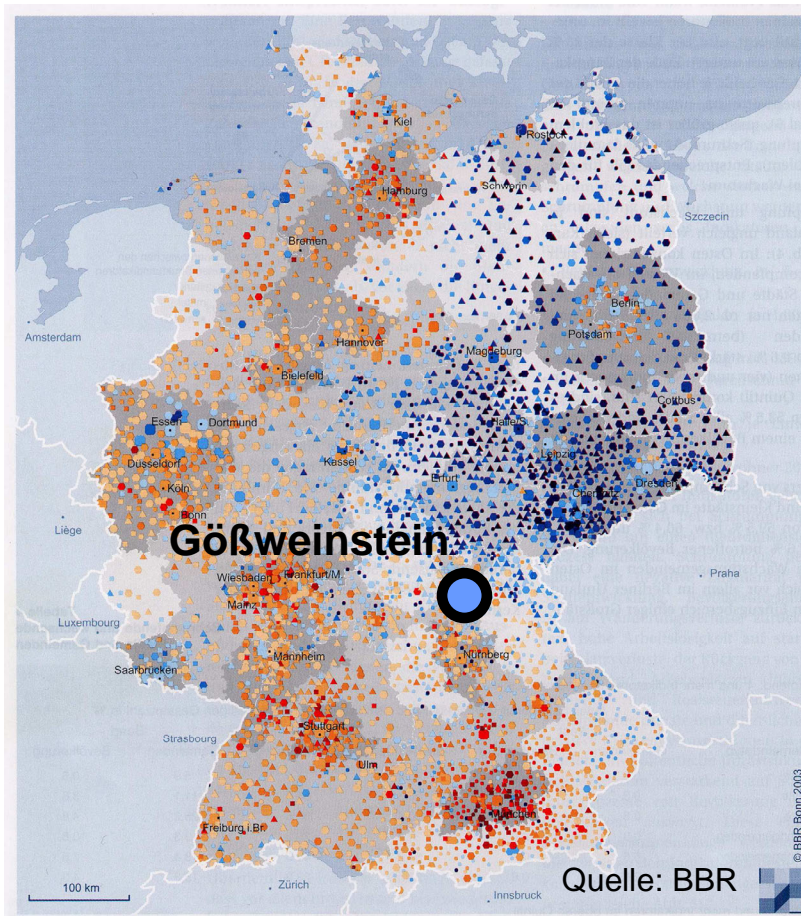 Kiel
Rostock
Hamburg
Schwerin
Szczecin
Bremen
Berlin
Amsterdam
Hannover
Potsdam
Magdeburg
Bielefeld
Cottbus
Essen
Dortmund
Halle/S.
Leipzig
Düsseldorf
Kassel
Erfurt
Dresden
Köln
Chemnitz
Bonn
Liège
Gößweinstein
Wiesbaden
Frankfurt/M.
Praha
Mainz
Luxembourg
Mannheim
Nürnberg
Saarbrücken
Stuttgart
Strasbourg
Ulm
München
Freiburg i.Br.
© BBR Bonn 2003
100 km
Zürich
Innsbruck
Quelle: BBR